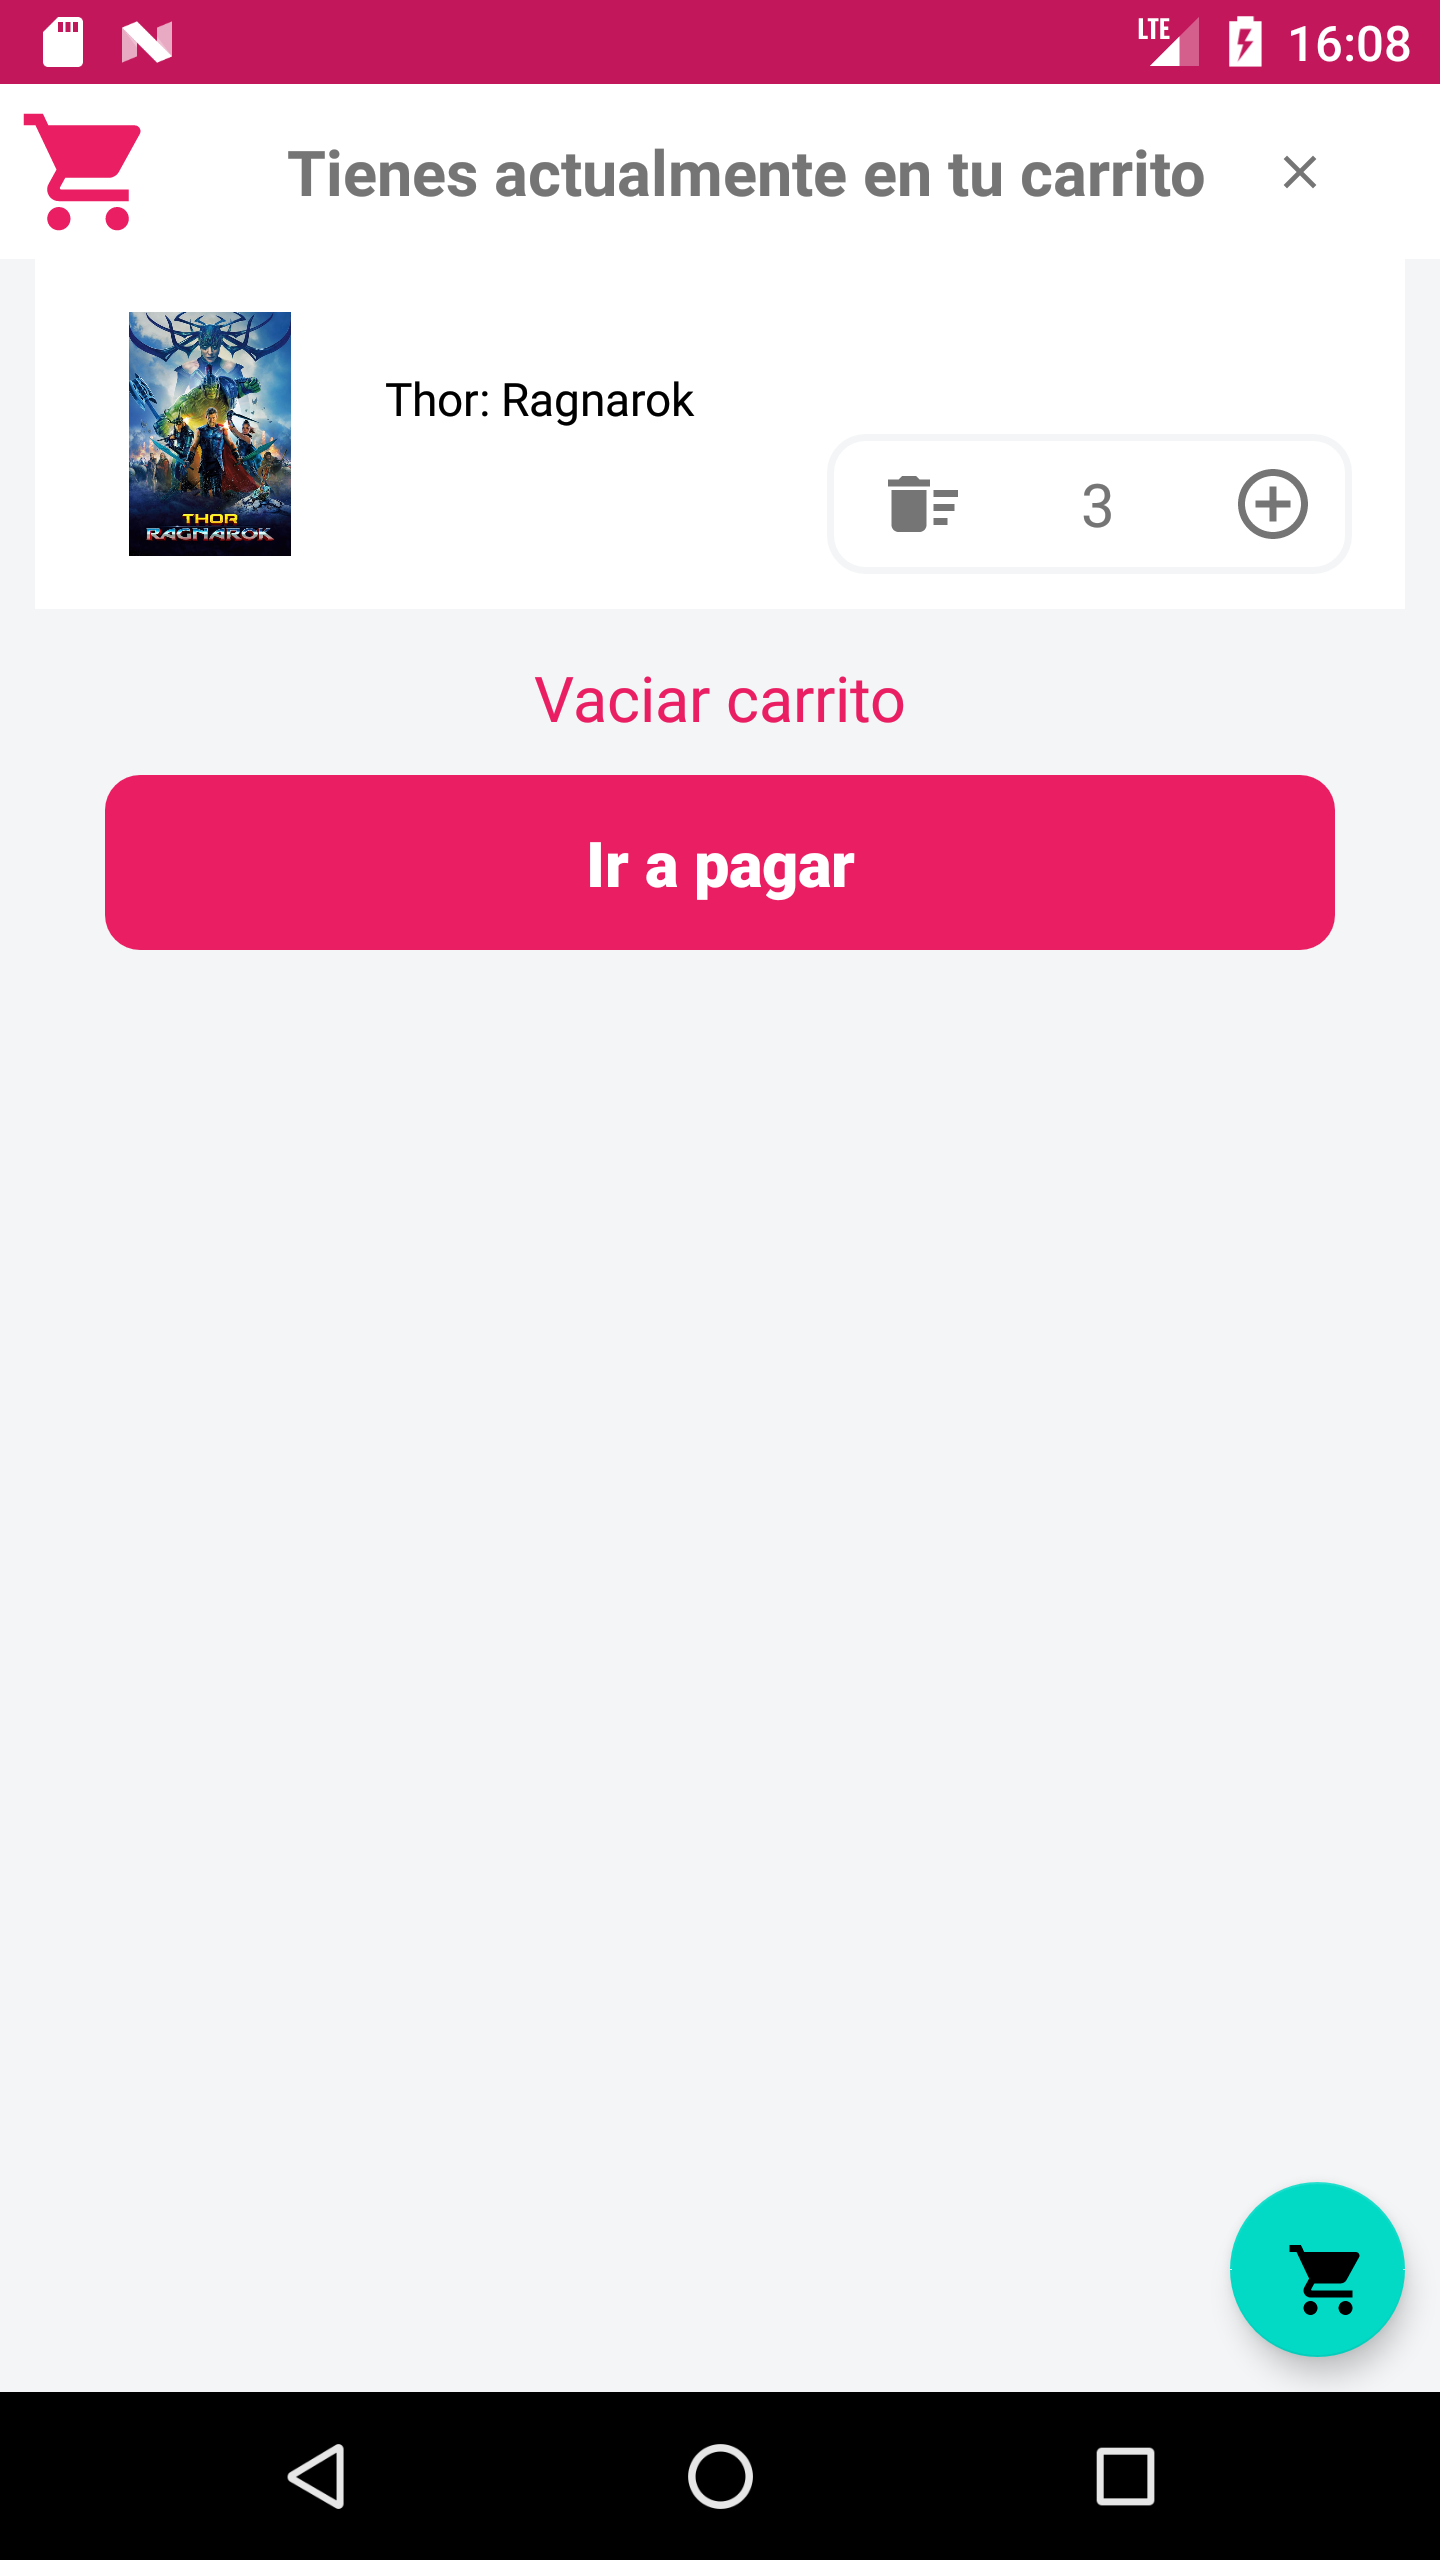 LTE 16:08
Tienes actualmente en tu carrito
Thor: Ragnarok
THOR
RAGNAROK
3
Vaciar carrito
Ir a pagar